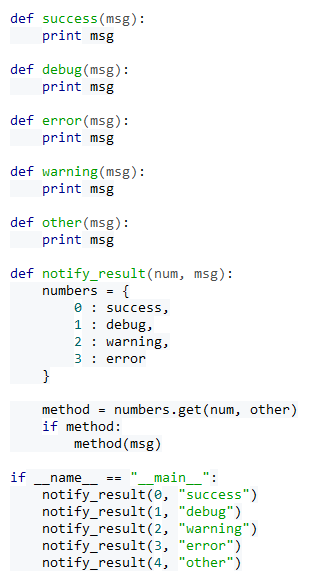 def success(msg):
    print msg

def debug(msg):
    print msg

def error(msg):
    print msg

def warning(msg):
    print msg

def other(msg):
    print msg

def notify_result(num, msg):
    numbers = {
        0 : success,
        1 : debug,
        2 : warning,
        3 : error
    }

    method = numbers.get(num, other)
    if method:
        method(msg)

if __name__ == "__main__":
    notify_result(0, "success")
    notify_result(1, "debug")
    notify_result(2, "warning")
    notify_result(3, "error")
    notify_result(4, "other")